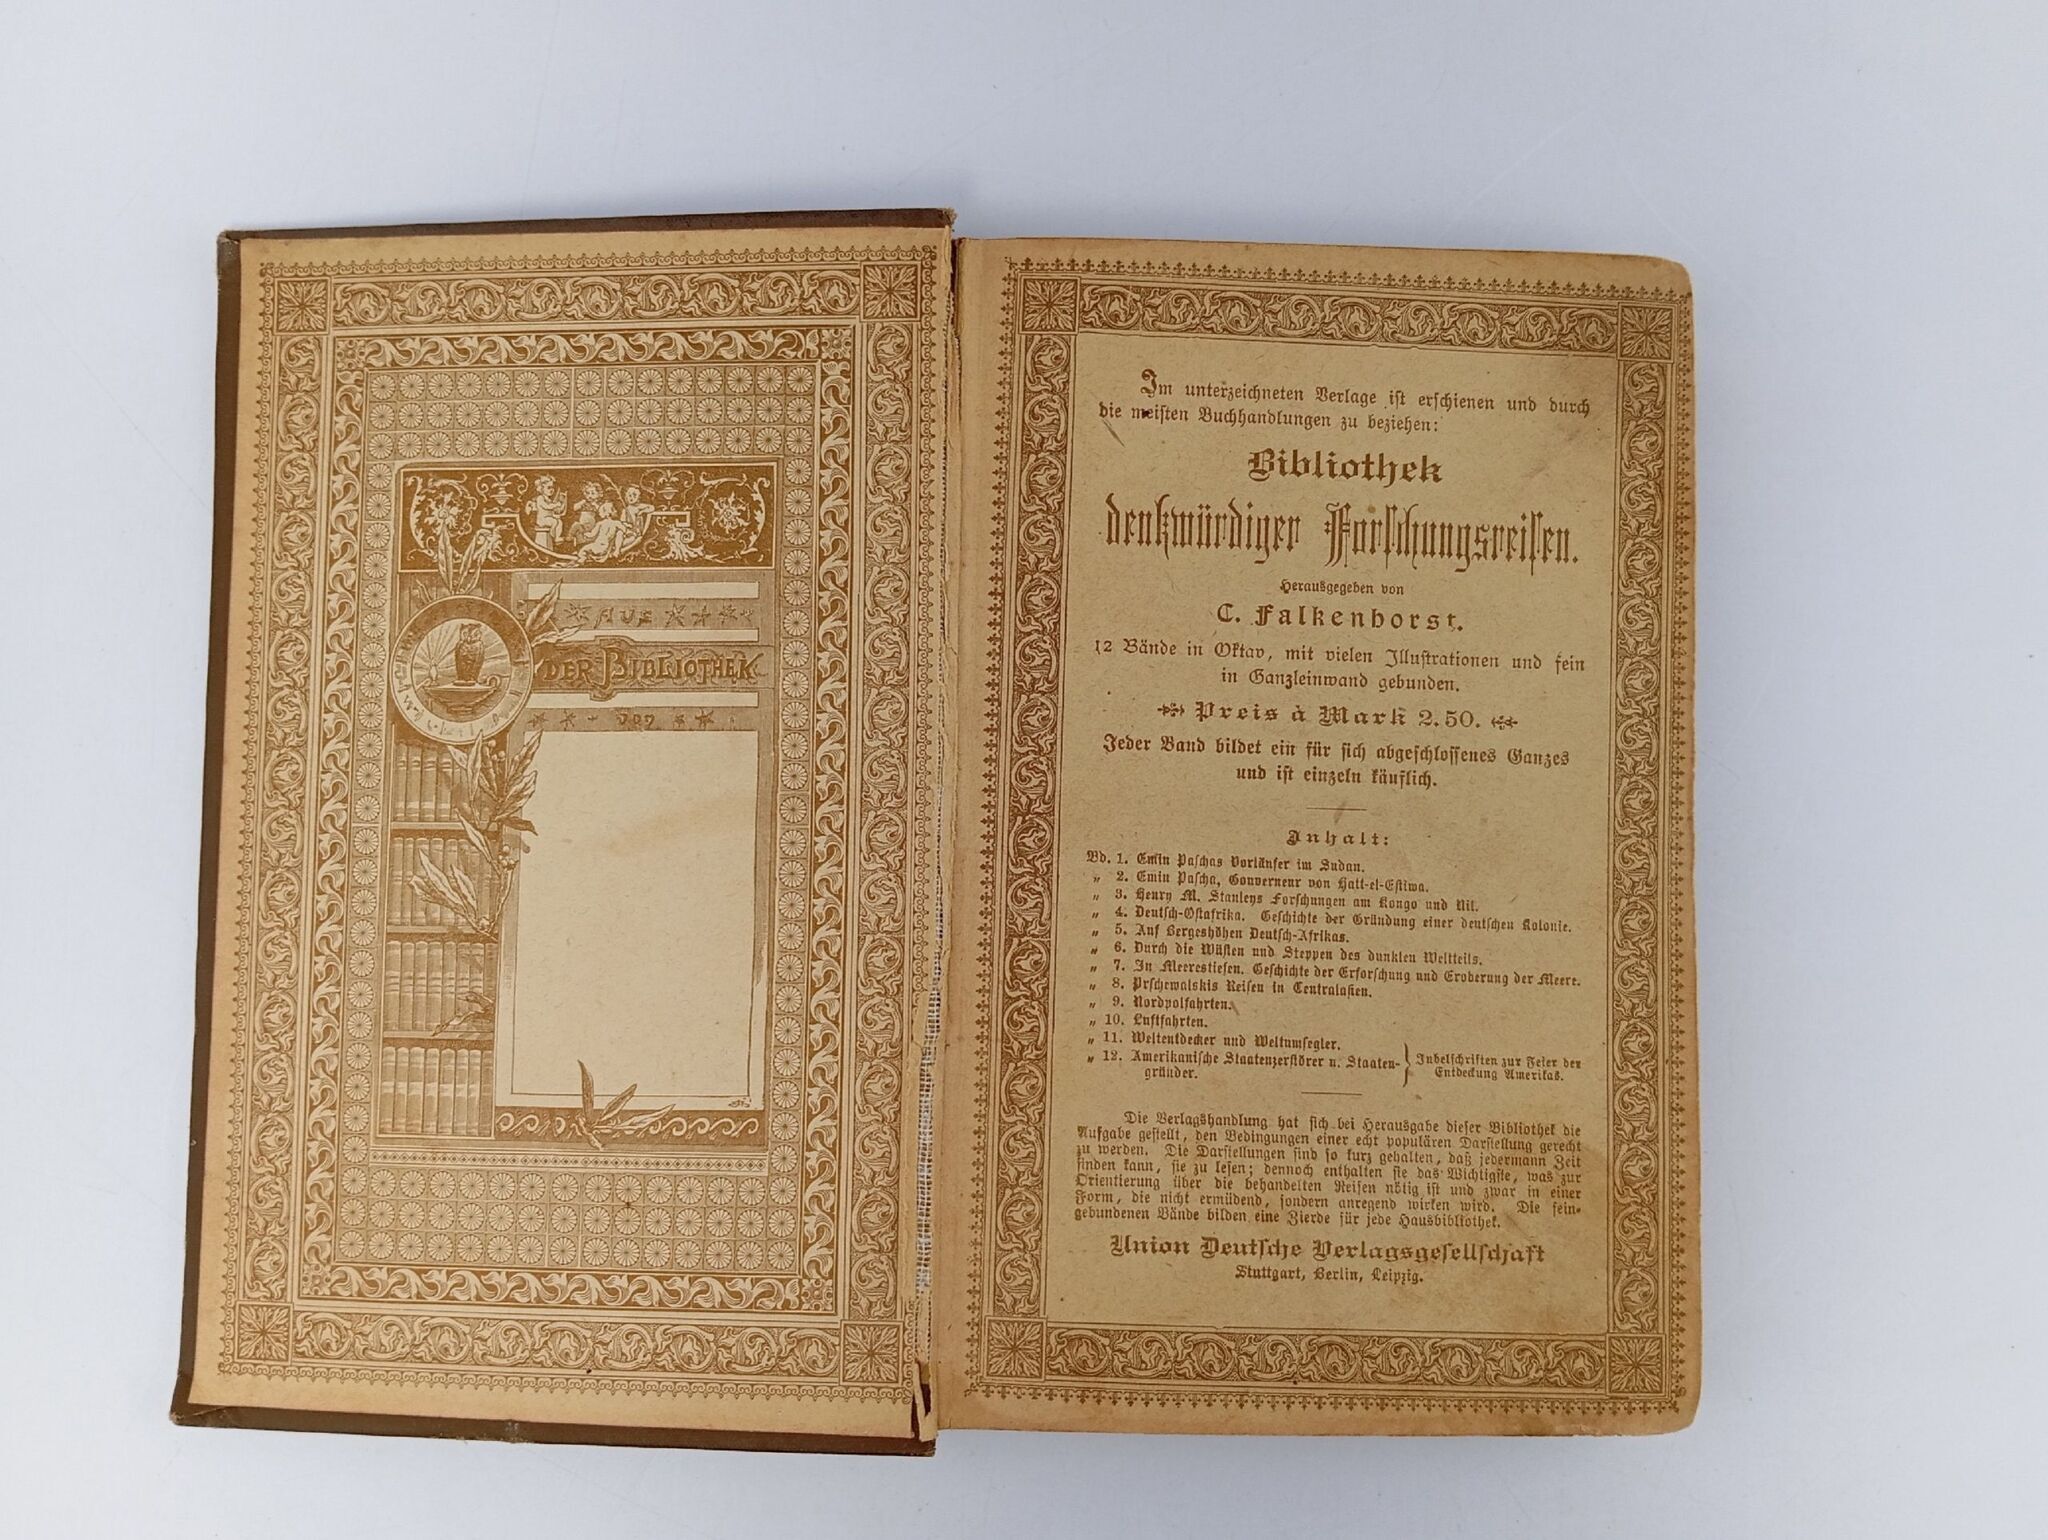 AUS
DER BIBLIOTHEK
von
Im unterzeichneten Verlage ist erschienen und durch
die meisten Buchhandlungen zu beziehen:
Bibliothek
denkwürdiger Forschungsreisen.
Herausgegeben von
C. Falkenhorst.
12 Bände in Oktav, mit vielen Illustrationen und fein
in Ganzleinwand gebunden.
Preis à Mark 2.50.
Jeder Band bildet ein für sich abgeschlossenes Ganzes
und ist einzeln käuflich.
Inhalt:
Bd. 1. Emin Paschas Vorläufer im Sudan.
„ 2. Emin Pascha, Gouverneur von Hatt-el-Estiwa.
„ 3. Henry M. Stanleys Forschungen am Kongo und Nil.
„ 4. Deutsch-Ostafrika. Geschichte der Gründung einer deutschen Kolonie.
„ 5. Auf Bergeshöhen Deutsch-Afrikas.
„ 6. Durch die Wüsten und Steppen des dunklen Weltteils.
„ 7. In Meerestiefen. Geschichte der Erforschung und Eroberung der Meere.
„ 8. Prschewalskis Reisen in Centralasien.
„ 9. Nordpolfahrten.
„ 10. Luftfahrten.
„ 11. Weltentdecker und Weltumsegler.
„ 12. Amerikanische Staatenzerstörer u. Staaten-
gründer.
Jubelschriften zur Feier der
Entdeckung Amerikas.
Die Verlagshandlung hat sich bei Herausgabe dieser Bibliothek die
Aufgabe gestellt, den Bedingungen einer echt populären Darstellung gerecht
zu werden. Die Darstellungen sind so kurz gehalten, daß jedermann Zeit
finden kann, sie zu lesen; dennoch enthalten sie das Wichtigste, was zur
Orientierung über die behandelten Reisen nötig ist und zwar in einer
Form, die nicht ermüdend, sondern anregend wirken wird. Die fein-
gebundenen Bände bilden eine Zierde für jede Hausbibliothek.
Union Deutsche Verlagsgesellschaft
Stuttgart, Berlin, Leipzig.